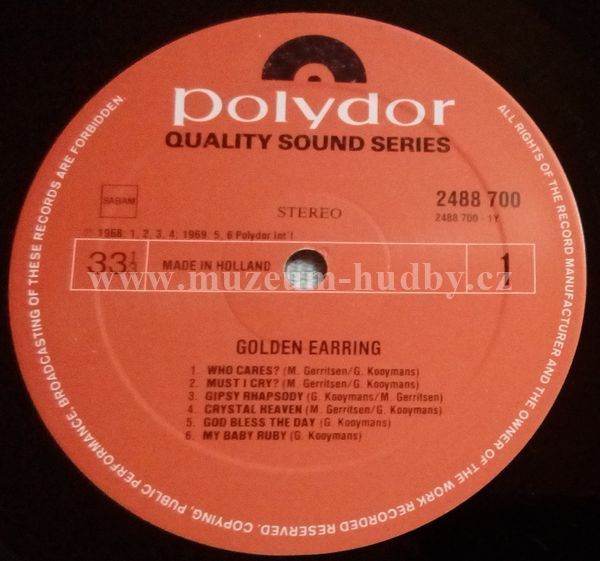 polydor
QUALITY SOUND SERIES
SABAM
STEREO
2488 700
2488 700 - 1Y
℗ 1968: 1, 2, 3, 4; 1969: 5, 6 Polydor Int'l.
33 1/3
MADE IN HOLLAND
1
www.muzeum-hudby.cz
GOLDEN EARRING
1 WHO CARES? (M. Gerritsen/G. Kooymans)
2 MUST I CRY? (M. Gerritsen/G. Kooymans)
3 GIPSY RHAPSODY (G. Kooymans/M. Gerritsen)
4 CRYSTAL HEAVEN (M. Gerritsen/G. Kooymans)
5 GOD BLESS THE DAY (G. Kooymans)
6 MY BABY RUBY (G. Kooymans)
ALL RIGHTS OF THE RECORD MANUFACTURER AND THE OWNER OF THE WORK RECORDED RESERVED. COPYING, PUBLIC PERFORMANCE, BROADCASTING OF THESE RECORDS ARE FORBIDDEN.